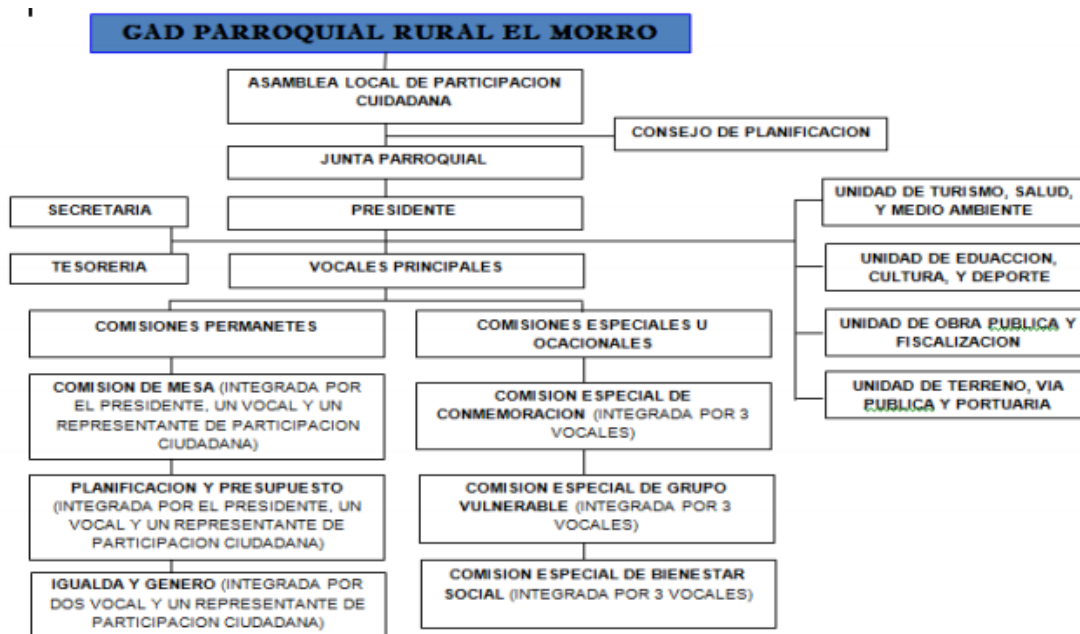 GAD PARROQUIAL RURAL EL MORRO
ASAMBLEA LOCAL DE PARTICIPACION
CUIDADANA
CONSEJO DE PLANIFICACION
JUNTA PARROQUIAL
SECRETARIA
PRESIDENTE
UNIDAD DE TURISMO, SALUD,
Y MEDIO AMBIENTE
TESORERIA
VOCALES PRINCIPALES
UNIDAD DE EDUACCION,
CULTURA, Y DEPORTE
UNIDAD DE OBRA PUBLICA Y
FISCALIZACION
UNIDAD DE TERRENO, VIA
PUBLICA Y PORTUARIA
COMISIONES PERMANETES
COMISION DE MESA (INTEGRADA POR
EL PRESIDENTE, UN VOCAL Y UN
REPRESENTANTE DE PARTICIPACION
CIUDADANA)
PLANIFICACION Y PRESUPUESTO
(INTEGRADA POR EL PRESIDENTE, UN
VOCAL Y UN REPRESENTANTE DE
PARTICIPACION CIUDADANA)
IGUALDA Y GENERO (INTEGRADA POR
DOS VOCAL Y UN REPRESENTANTE DE
PARTICIPACION CIUDADANA)
COMISIONES ESPECIALES U
OCACIONALES
COMISION ESPECIAL DE
CONMEMORACION (INTEGRADA POR 3
VOCALES)
COMISION ESPECIAL DE GRUPO
VULNERABLE (INTEGRADA POR 3
VOCALES)
COMISION ESPECIAL DE BIENESTAR
SOCIAL (INTEGRADA POR 3 VOCALES)